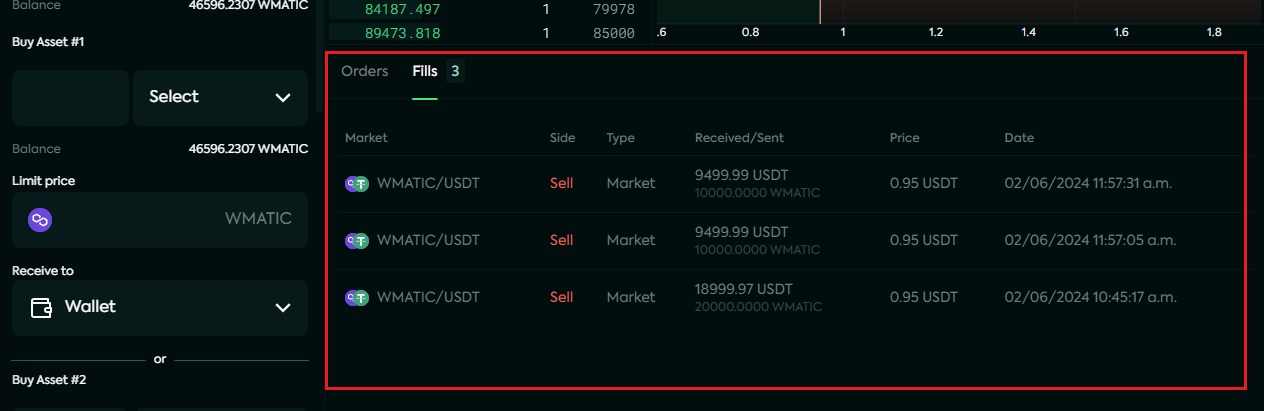 Balance 46596.2307 WMATIC
Buy Asset #1
Select
Balance 46596.2307 WMATIC
Limit price
WMATIC
Receive to
Wallet
or
Buy Asset #2
84187.497 1 79978
89473.818 1 85000
.6 0.8 1 1.2 1.4 1.6 1.8
Orders Fills 3
Market Side Type Received/Sent Price Date
WMATIC/USDT Sell Market 9499.99 USDT 0.95 USDT 02/06/2024 11:57:31 a.m.
10000.0000 WMATIC
WMATIC/USDT Sell Market 9499.99 USDT 0.95 USDT 02/06/2024 11:57:05 a.m.
10000.0000 WMATIC
WMATIC/USDT Sell Market 18999.97 USDT 0.95 USDT 02/06/2024 10:45:17 a.m.
20000.0000 WMATIC